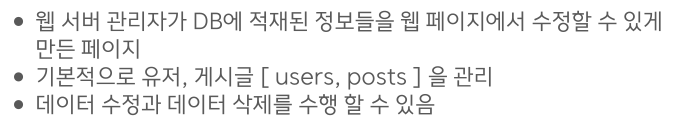 • 웹 서버 관리자가 DB에 적재된 정보들을 웹 페이지에서 수정할 수 있게
만든 페이지
• 기본적으로 유저, 게시글 [ users, posts ] 을 관리
• 데이터 수정과 데이터 삭제를 수행 할 수 있음